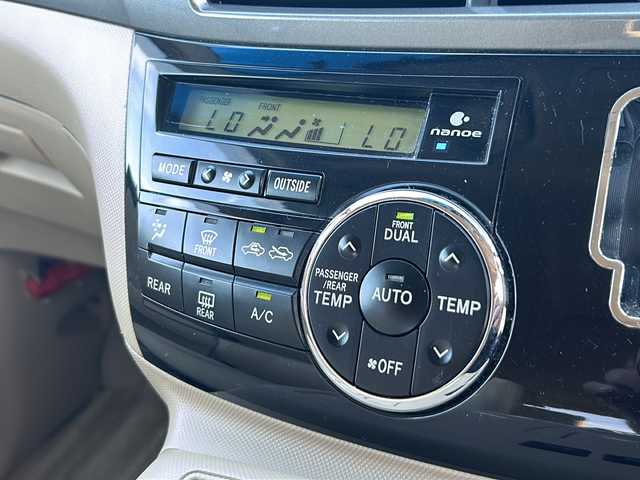 PASSENGER FRONT
LO LO
nanoe
MODE OUTSIDE
FRONT
DUAL
FRONT
PASSENGER
/REAR
TEMP
AUTO
TEMP
REAR
REAR
A/C
OFF